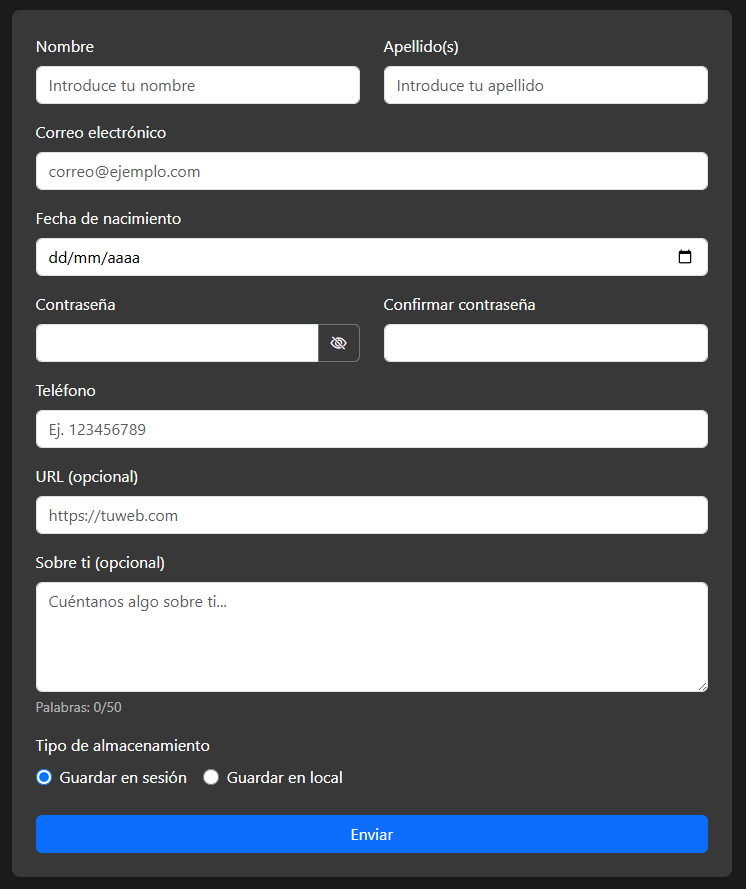 Nombre Apellido(s)
Introduce tu nombre Introduce tu apellido
Correo electrónico
correo@ejemplo.com
Fecha de nacimiento
dd/mm/aaaa
Contraseña Confirmar contraseña
Teléfono
Ej. 123456789
URL (opcional)
https://tuweb.com
Sobre ti (opcional)
Cuéntanos algo sobre ti...
Palabras: 0/50
Tipo de almacenamiento
Guardar en sesión Guardar en local
Enviar